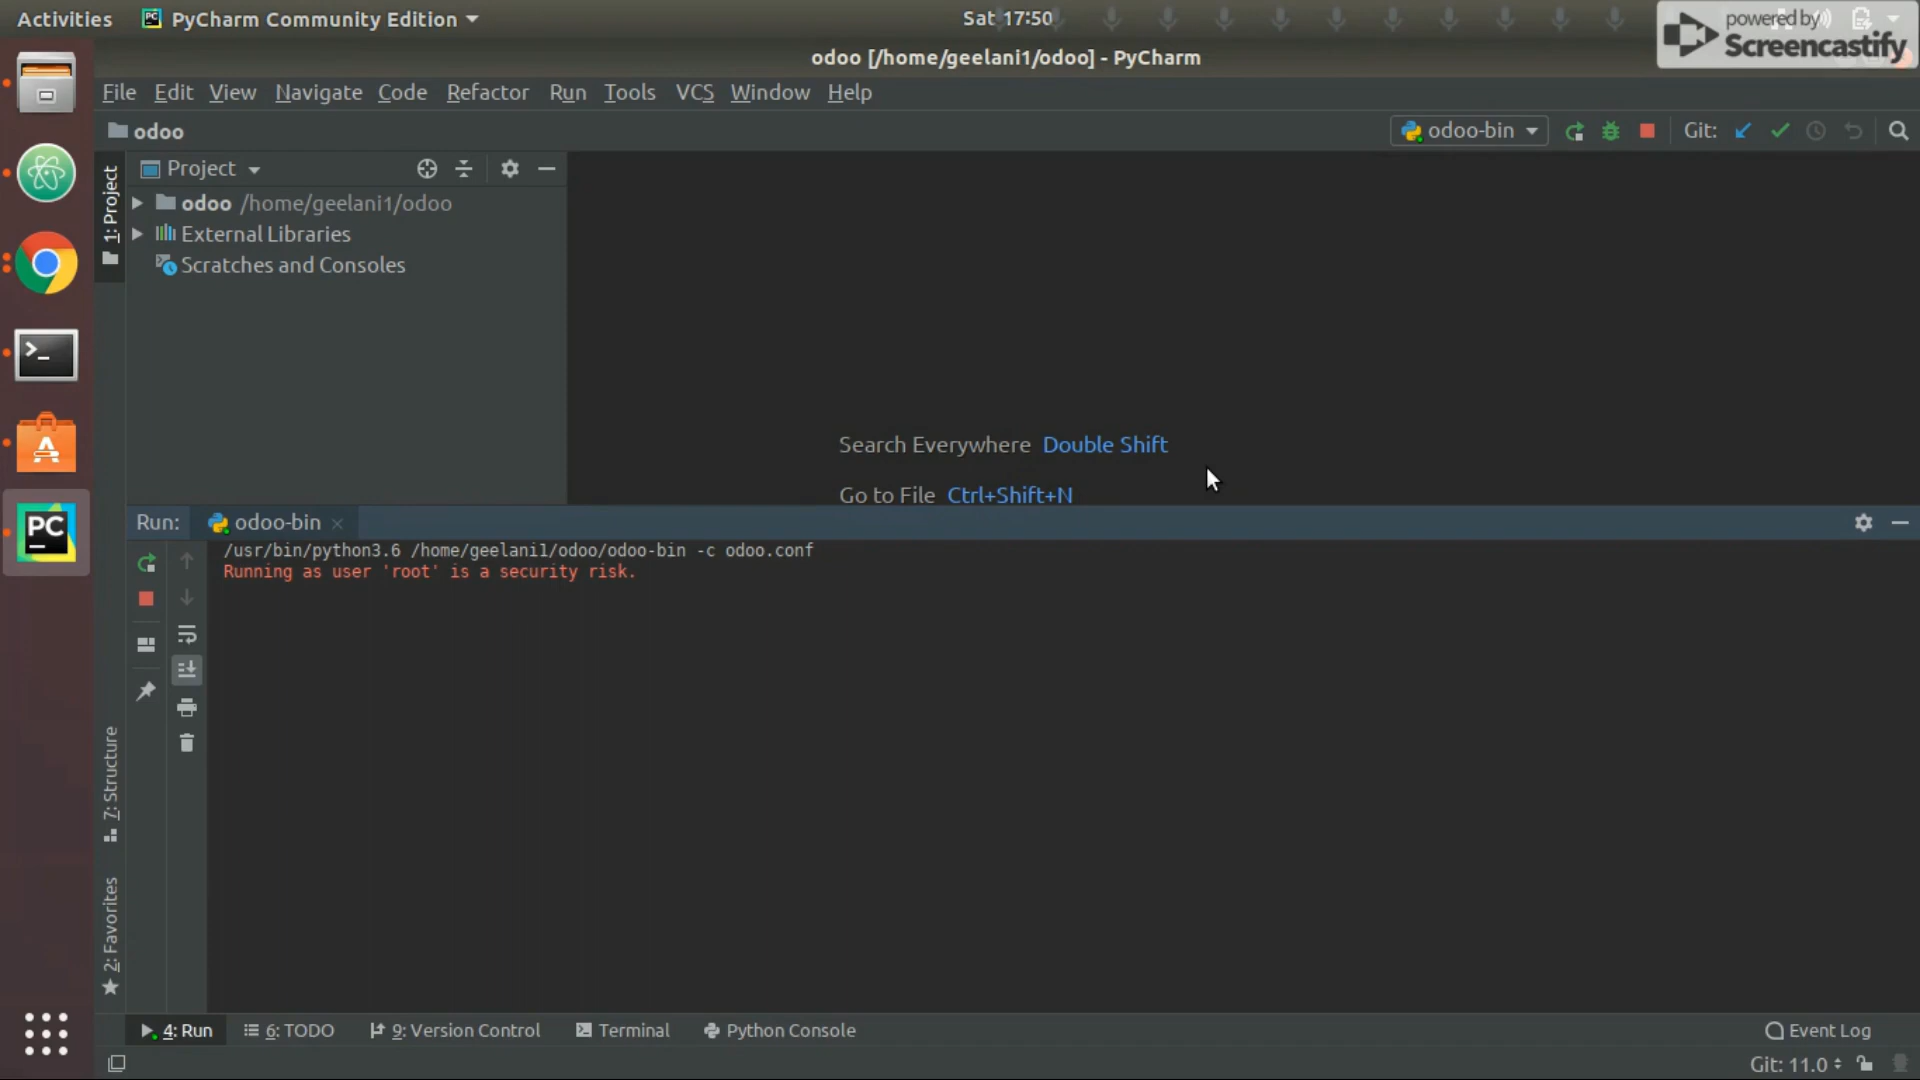 Activities PyCharm Community Edition Sat 17:50
powered by
Screencastify
odoo [/home/geelani1/odoo] - PyCharm
File Edit View Navigate Code Refactor Run Tools VCS Window Help
odoo odoo-bin Git:
Project
1: Project
odoo /home/geelani1/odoo
External Libraries
Scratches and Consoles
Search Everywhere Double Shift
Go to File Ctrl+Shift+N
PC
Run: odoo-bin
/usr/bin/python3.6 /home/geelani1/odoo/odoo-bin -c odoo.conf
Running as user 'root' is a security risk.
7: Structure
2: Favorites
4: Run 6: TODO 9: Version Control Terminal Python Console Event Log
Git: 11.0